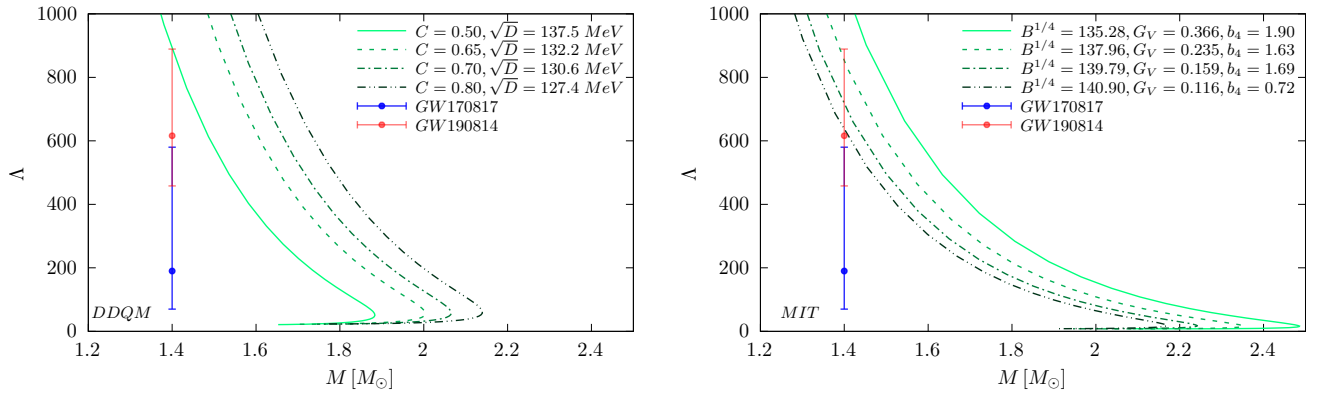 1000
800
600
400
200
0
Λ
1.2 1.4 1.6 1.8 2 2.2 2.4
M [M⊙]
DDQM
C = 0.50, √D = 137.5 MeV
C = 0.65, √D = 132.2 MeV
C = 0.70, √D = 130.6 MeV
C = 0.80, √D = 127.4 MeV
GW170817
GW190814
1000
800
600
400
200
0
Λ
1.2 1.4 1.6 1.8 2 2.2 2.4
M [M⊙]
MIT
B^1/4 = 135.28, G_V = 0.366, b_4 = 1.90
B^1/4 = 137.96, G_V = 0.235, b_4 = 1.63
B^1/4 = 139.79, G_V = 0.159, b_4 = 1.69
B^1/4 = 140.90, G_V = 0.116, b_4 = 0.72
GW170817
GW190814